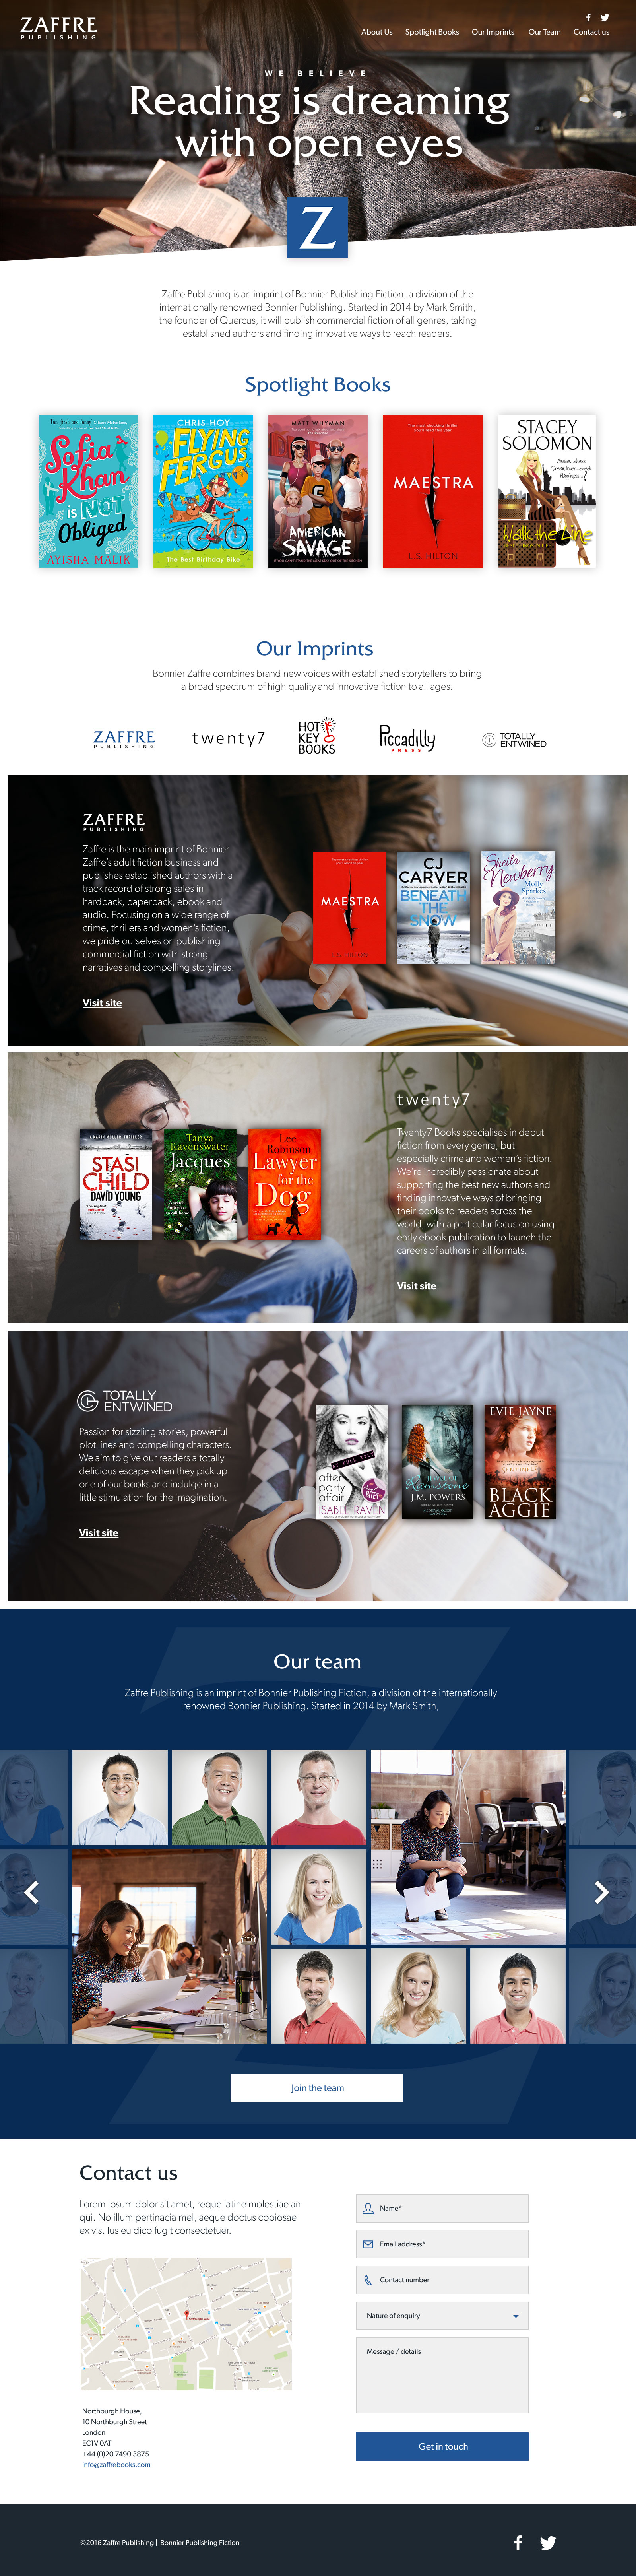 ZAFFRE
PUBLISHING
About Us Spotlight Books Our Imprints Our Team Contact us
WE BELIEVE
Reading is dreaming
with open eyes
Z
Zaffre Publishing is an imprint of Bonnier Publishing Fiction, a division of the
internationally renowned Bonnier Publishing. Started in 2014 by Mark Smith,
the founder of Quercus, it will publish commercial fiction of all genres, taking
established authors and finding innovative ways to reach readers.
Spotlight Books
Sofia
Khan
is NOT
Obliged
AYISHA MALIK
CHRIS HOY
FLYING
FERGUS
The Best Birthday Bike
MATT WHYMAN
AMERICAN
SAVAGE
The most shocking thriller
you'll read this year
MAESTRA
L.S. HILTON
STACEY
SOLOMON
Walk the Line
Our Imprints
Bonnier Zaffre combines brand new voices with established storytellers to bring
a broad spectrum of high quality and innovative fiction to all ages.
ZAFFRE
PUBLISHING
twenty7
HOT
KEY
BOOKS
Piccadilly
PRESS
TOTALLY
ENTWINED
ZAFFRE
PUBLISHING
Zaffre is the main imprint of Bonnier
Zaffre's adult fiction business and
publishes established authors with a
track record of strong sales in
hardback, paperback, ebook and
audio. Focusing on a wide range of
crime, thrillers and women's fiction,
we pride ourselves on publishing
commercial fiction with strong
narratives and compelling storylines.
Visit site
MAESTRA
L.S. HILTON
CJ
CARVER
BENEATH
THE
SNOW
Sheila
Newberry
Molly
Sparkes
STASI
CHILD
DAVID YOUNG
Tanya
Ravenswater
Jacques
Lee
Robinson
Lawyer
for the
Dog
twenty7
Twenty7 Books specialises in debut
fiction from every genre, but
especially crime and women's fiction.
We're incredibly passionate about
supporting the best new authors and
finding innovative ways of bringing
their books to readers across the
world, with a particular focus on using
early ebook publication to launch the
careers of authors in all formats.
Visit site
TOTALLY
ENTWINED
Passion for sizzling stories, powerful
plot lines and compelling characters.
We aim to give our readers a totally
delicious escape when they pick up
one of our books and indulge in a
little stimulation for the imagination.
Visit site
after
party
affair
ISABEL RAVEN
Ramstone
J.M. POWERS
EVIE JAYNE
BLACK
AGGIE
Our team
Zaffre Publishing is an imprint of Bonnier Publishing Fiction, a division of the internationally
renowned Bonnier Publishing. Started in 2014 by Mark Smith,
Join the team
Contact us
Lorem ipsum dolor sit amet, reque latine molestiae an
qui. No illum pertinacia mel, aeque doctus copiosae
ex vis. Ius eu dico fugit consectetuer.
Northburgh House,
10 Northburgh Street
London
EC1V 0AT
+44 (0)20 7490 3875
info@zaffrebooks.com
Name*
Email address*
Contact number
Nature of enquiry
Message / details
Get in touch
©2016 Zaffre Publishing | Bonnier Publishing Fiction